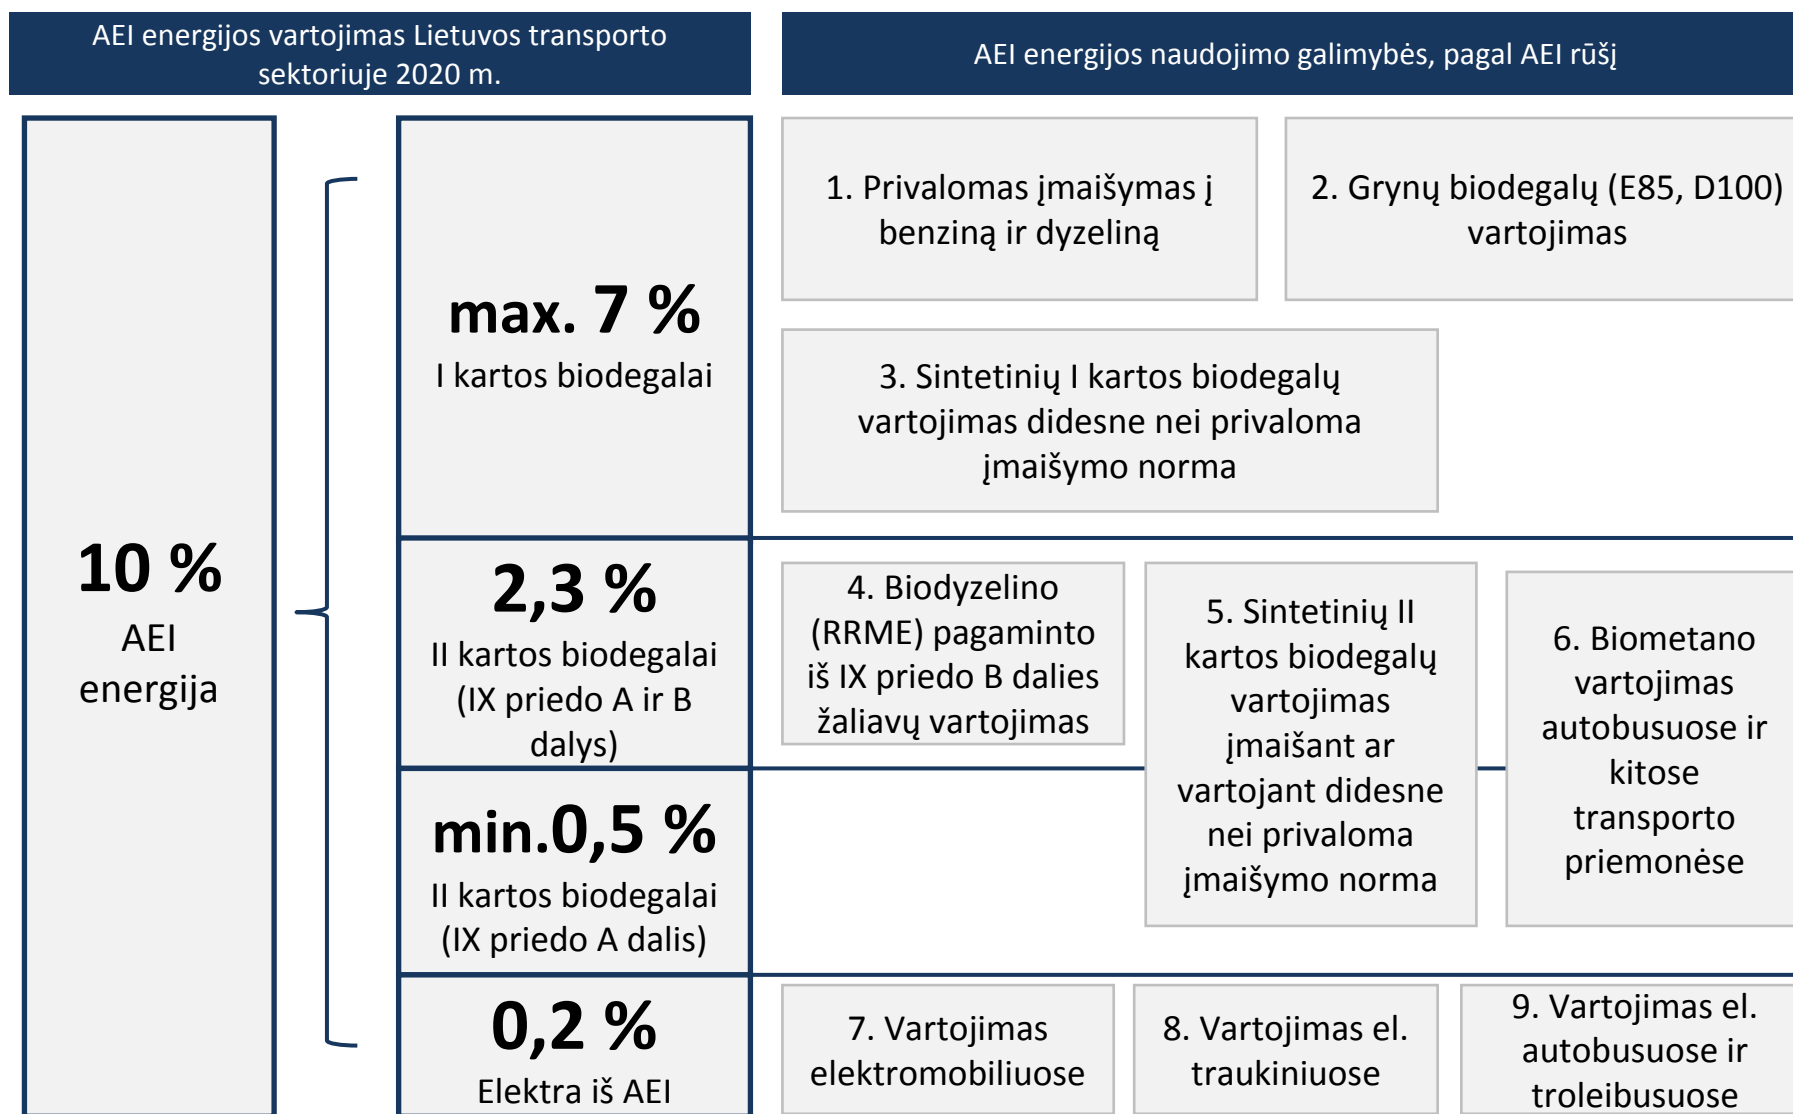 AEI energijos vartojimas Lietuvos transporto
sektoriuje 2020 m.
AEI energijos naudojimo galimybės, pagal AEI rūšį
10 %
AEI
energija
max. 7 %
I kartos biodegalai
1. Privalomas įmaišymas į
benziną ir dyzeliną
2. Grynų biodegalų (E85, D100)
vartojimas
3. Sintetinių I kartos biodegalų
vartojimas didesne nei privaloma
įmaišymo norma
2,3 %
II kartos biodegalai
(IX priedo A ir B
dalys)
4. Biodyzelino
(RRME) pagaminto
iš IX priedo B dalies
žaliavų vartojimas
5. Sintetinių II
kartos biodegalų
vartojimas
įmaišant ar
vartojant didesne
nei privaloma
įmaišymo norma
6. Biometano
vartojimas
autobusuose ir
kitose
transporto
priemonėse
min.0,5 %
II kartos biodegalai
(IX priedo A dalis)
0,2 %
Elektra iš AEI
7. Vartojimas
elektromobiliuose
8. Vartojimas el.
traukiniuose
9. Vartojimas el.
autobusuose ir
troleibusuose